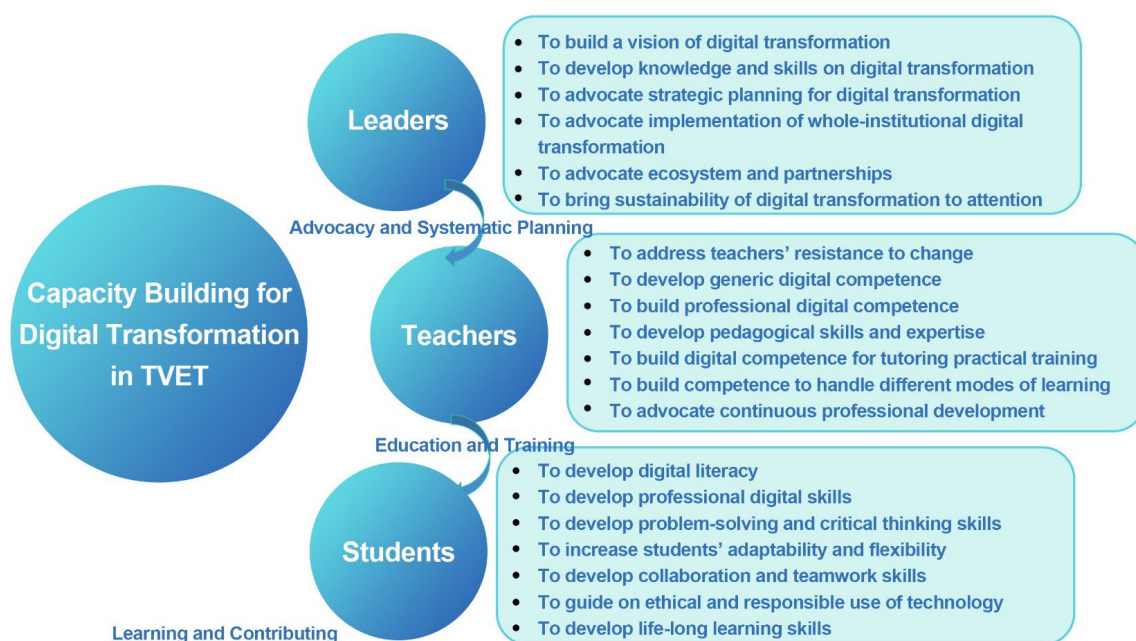 Capacity Building for
Digital Transformation
in TVET
Leaders
• To build a vision of digital transformation
• To develop knowledge and skills on digital transformation
• To advocate strategic planning for digital transformation
• To advocate implementation of whole-institutional digital
transformation
• To advocate ecosystem and partnerships
• To bring sustainability of digital transformation to attention
Advocacy and Systematic Planning
Teachers
• To address teachers’ resistance to change
• To develop generic digital competence
• To build professional digital competence
• To develop pedagogical skills and expertise
• To build digital competence for tutoring practical training
• To build competence to handle different modes of learning
• To advocate continuous professional development
Education and Training
Students
• To develop digital literacy
• To develop professional digital skills
• To develop problem-solving and critical thinking skills
• To increase students’ adaptability and flexibility
• To develop collaboration and teamwork skills
• To guide on ethical and responsible use of technology
• To develop life-long learning skills
Learning and Contributing